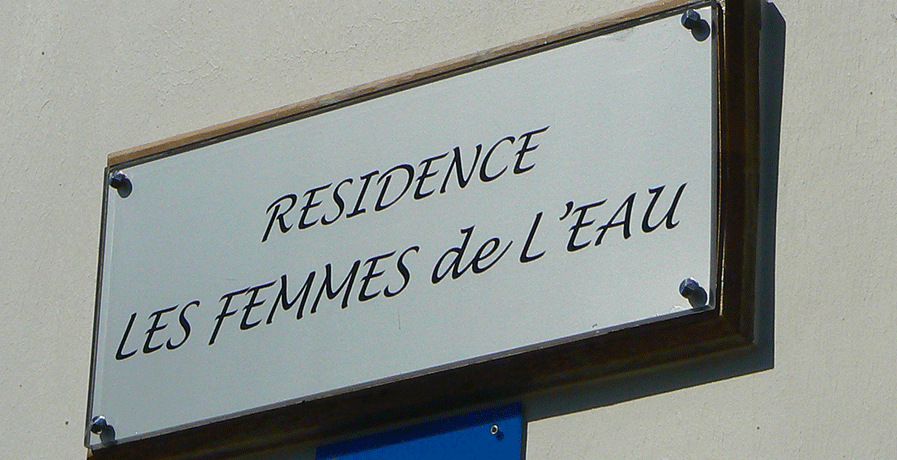 RESIDENCE
LES FEMMES de L'EAU